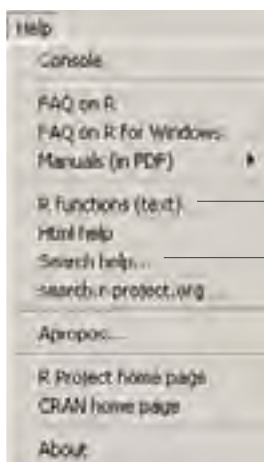 Help
Console
FAQ on R
FAQ on R for Windows
Manuals (in PDF)
R functions (text)
Html help
Search help...
search.r-project.org
Apropos...
R Project home page
CRAN home page
About